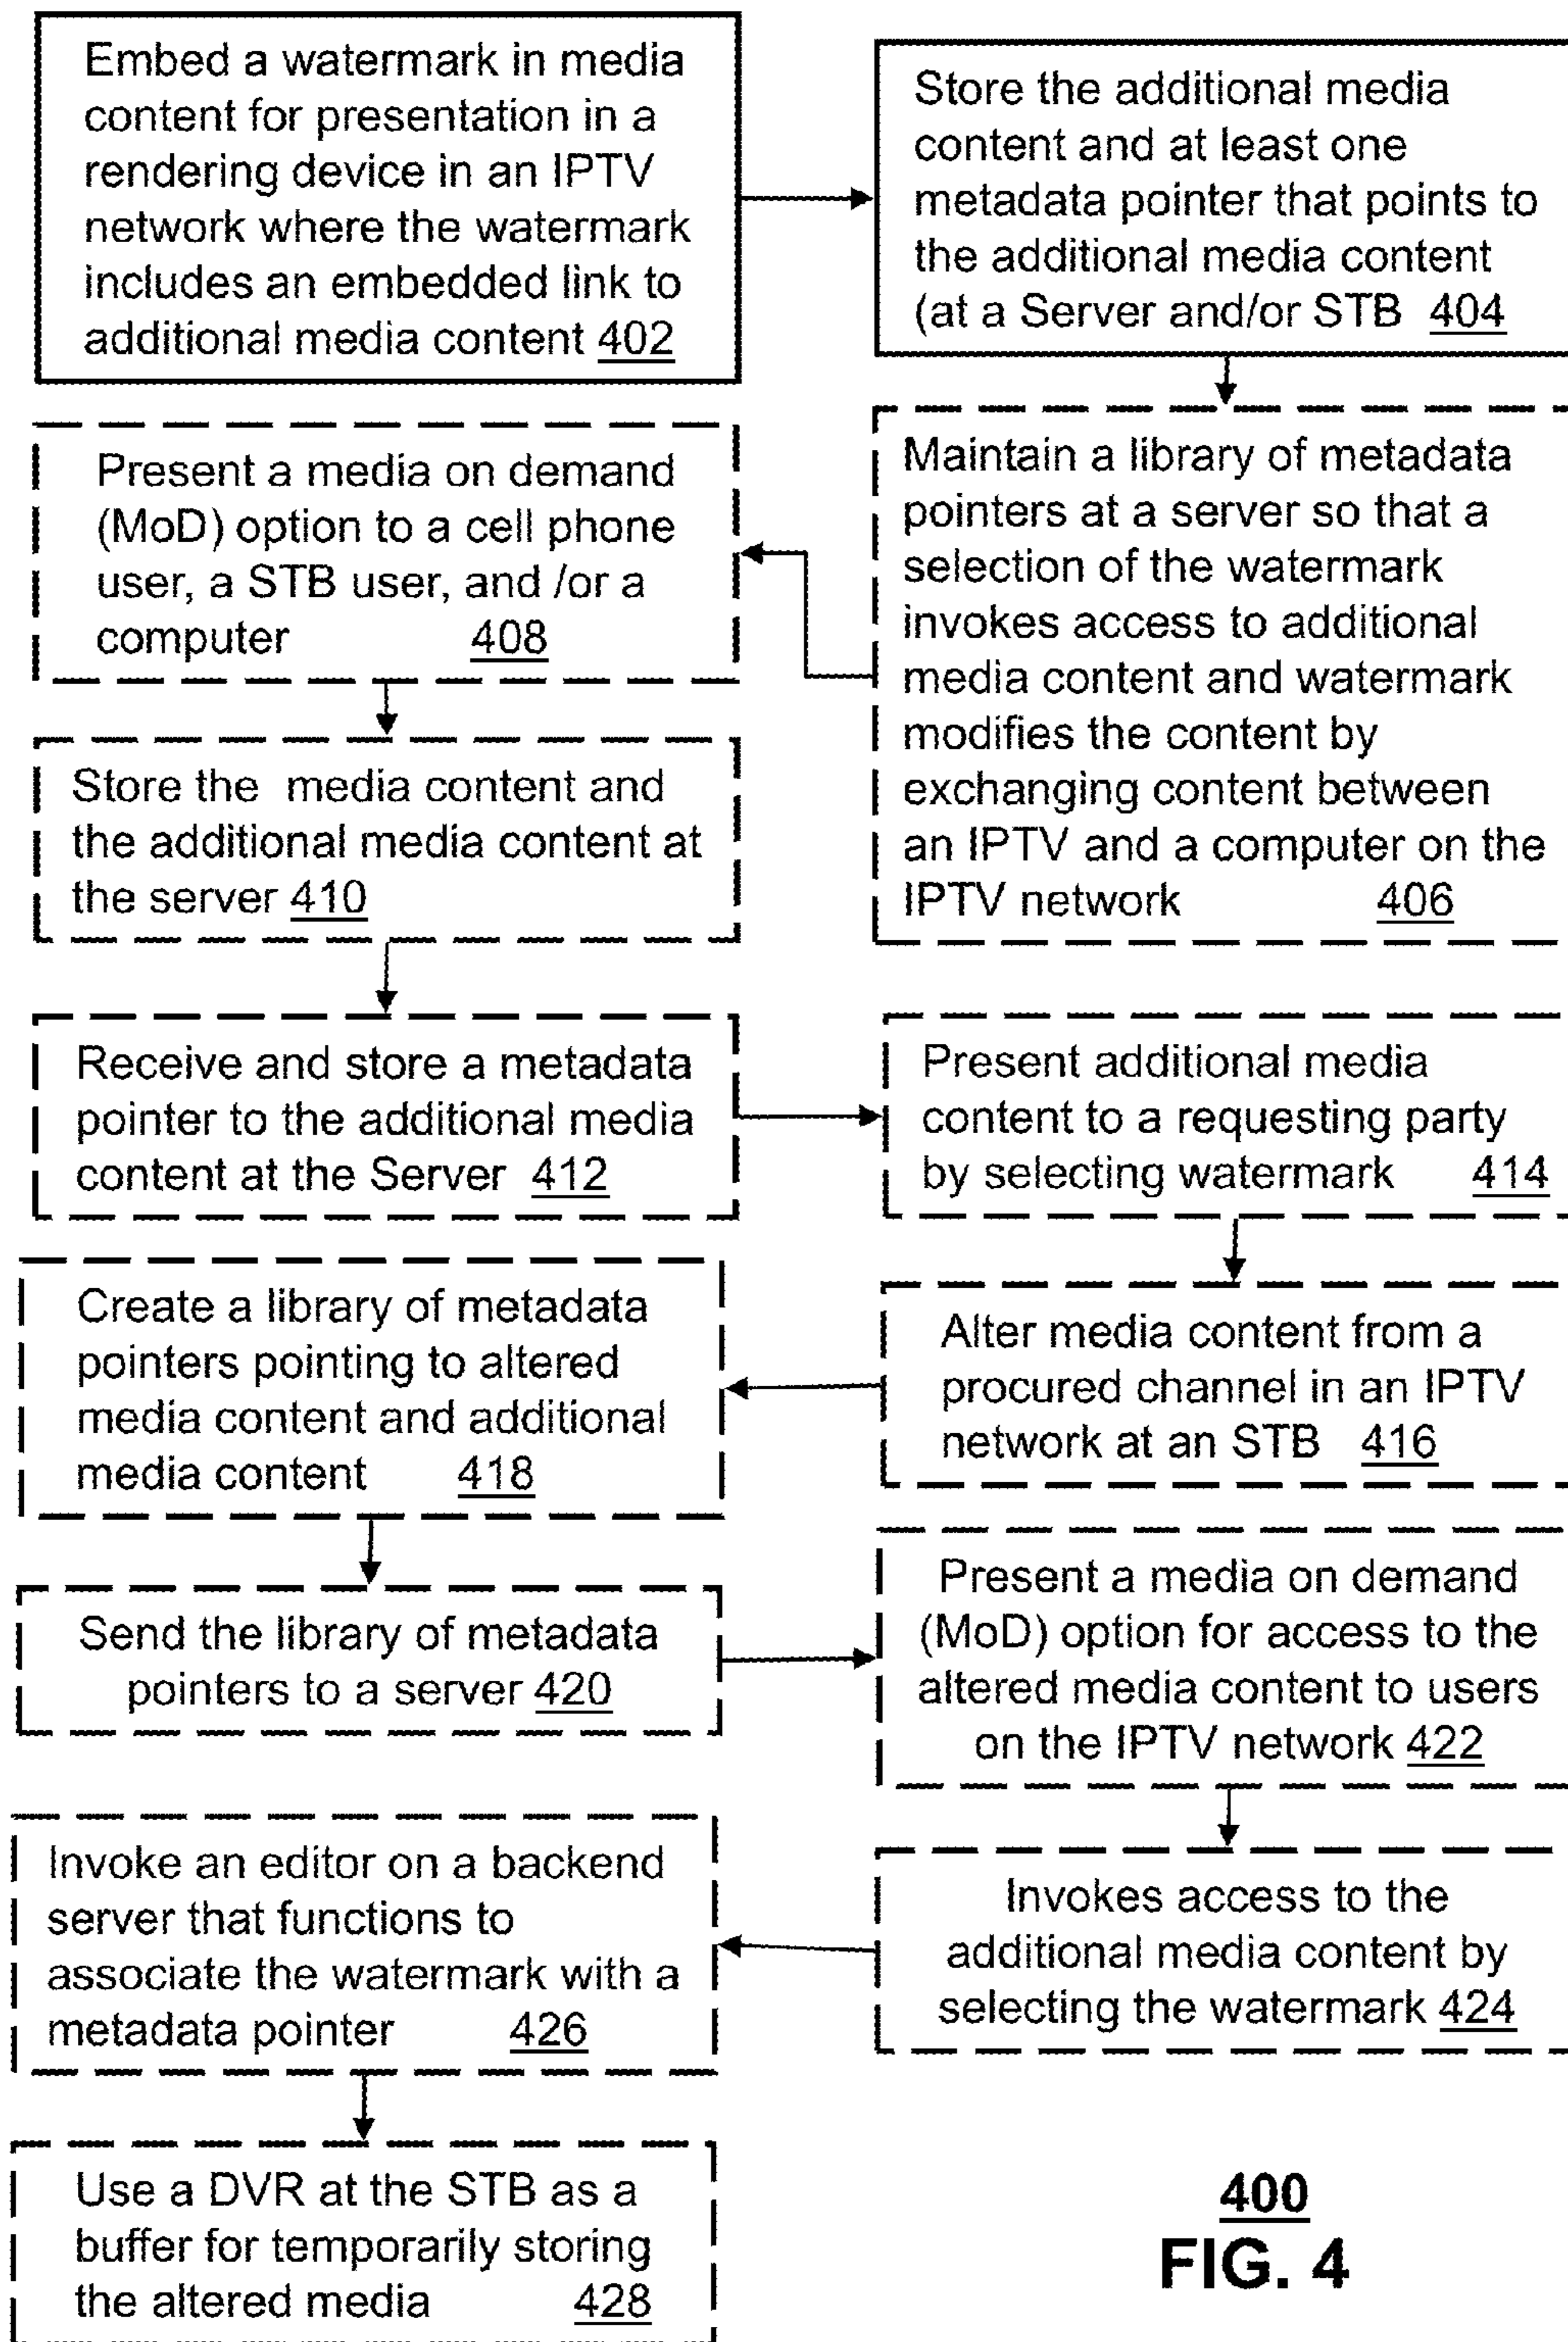 Embed a watermark in media
content for presentation in a
rendering device in an IPTV
network where the watermark
includes an embedded link to
additional media content 402
Store the additional media
content and at least one
metadata pointer that points to
the additional media content
(at a Server and/or STB 404
Maintain a library of metadata
pointers at a server so that a
selection of the watermark
invokes access to additional
media content and watermark
modifies the content by
exchanging content between
an IPTV and a computer on the
IPTV network 406
Present a media on demand
(MoD) option to a cell phone
user, a STB user, and /or a
computer 408
Store the media content and
the additional media content at
the server 410
Receive and store a metadata
pointer to the additional media
content at the Server 412
Present additional media
content to a requesting party
by selecting watermark 414
Alter media content from a
procured channel in an IPTV
network at an STB 416
Create a library of metadata
pointers pointing to altered
media content and additional
media content 418
Send the library of metadata
pointers to a server 420
Present a media on demand
(MoD) option for access to the
altered media content to users
on the IPTV network 422
Invokes access to the
additional media content by
selecting the watermark 424
Invoke an editor on a backend
server that functions to
associate the watermark with a
metadata pointer 426
Use a DVR at the STB as a
buffer for temporarily storing
the altered media 428
400
FIG. 4